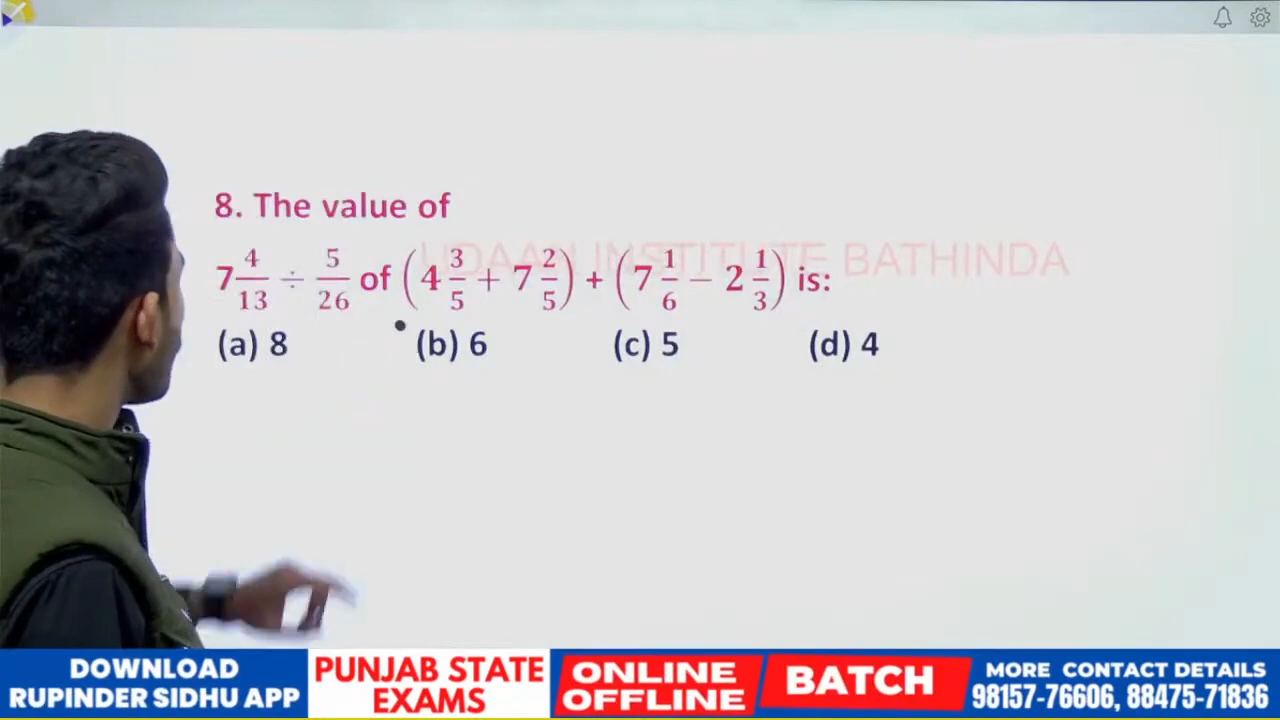 8. The value of
7 4/13 ÷ 5/26 of (4 3/5 + 7 2/5) + (7 1/6 − 2 1/3) is:
UDAAN INSTITUTE BATHINDA
(a) 8 (b) 6 (c) 5 (d) 4
DOWNLOAD
RUPINDER SIDHU APP
PUNJAB STATE
EXAMS
ONLINE
OFFLINE
BATCH
MORE CONTACT DETAILS
98157-76606, 88475-71836